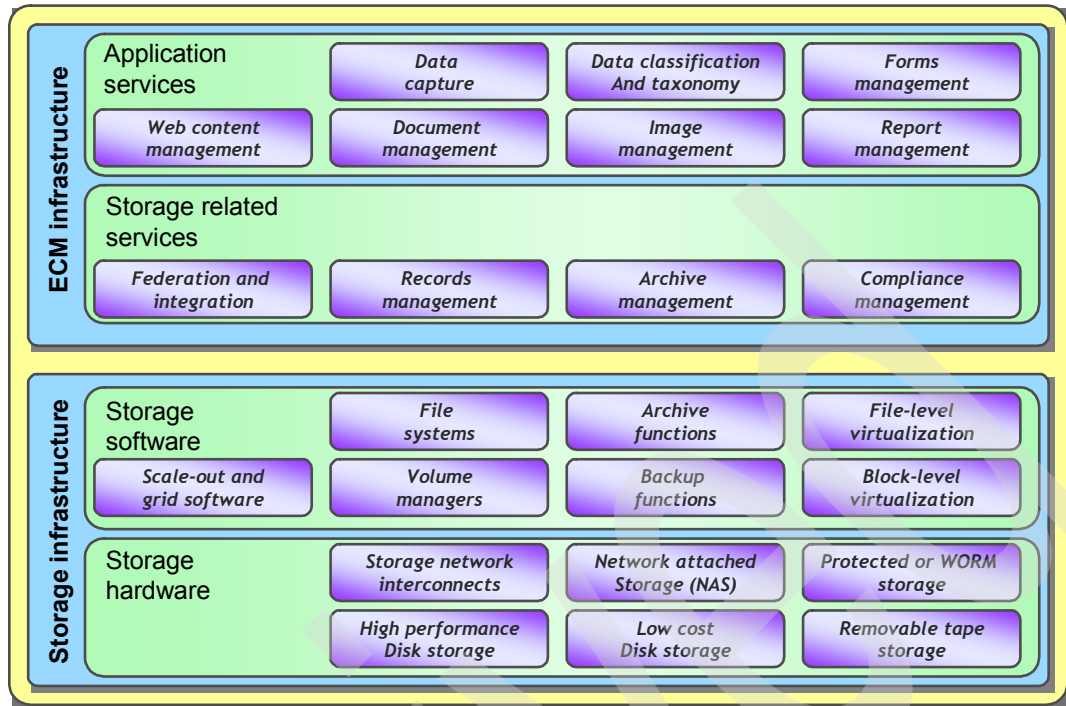 ECM infrastructure
Application
services
Data
capture
Data classification
And taxonomy
Forms
management
Web content
management
Document
management
Image
management
Report
management
Storage related
services
Federation and
integration
Records
management
Archive
management
Compliance
management
Storage infrastructure
Storage
software
File
systems
Archive
functions
File-level
virtualization
Scale-out and
grid software
Volume
managers
Backup
functions
Block-level
virtualization
Storage
hardware
Storage network
interconnects
Network attached
Storage (NAS)
Protected or WORM
storage
High performance
Disk storage
Low cost
Disk storage
Removable tape
storage